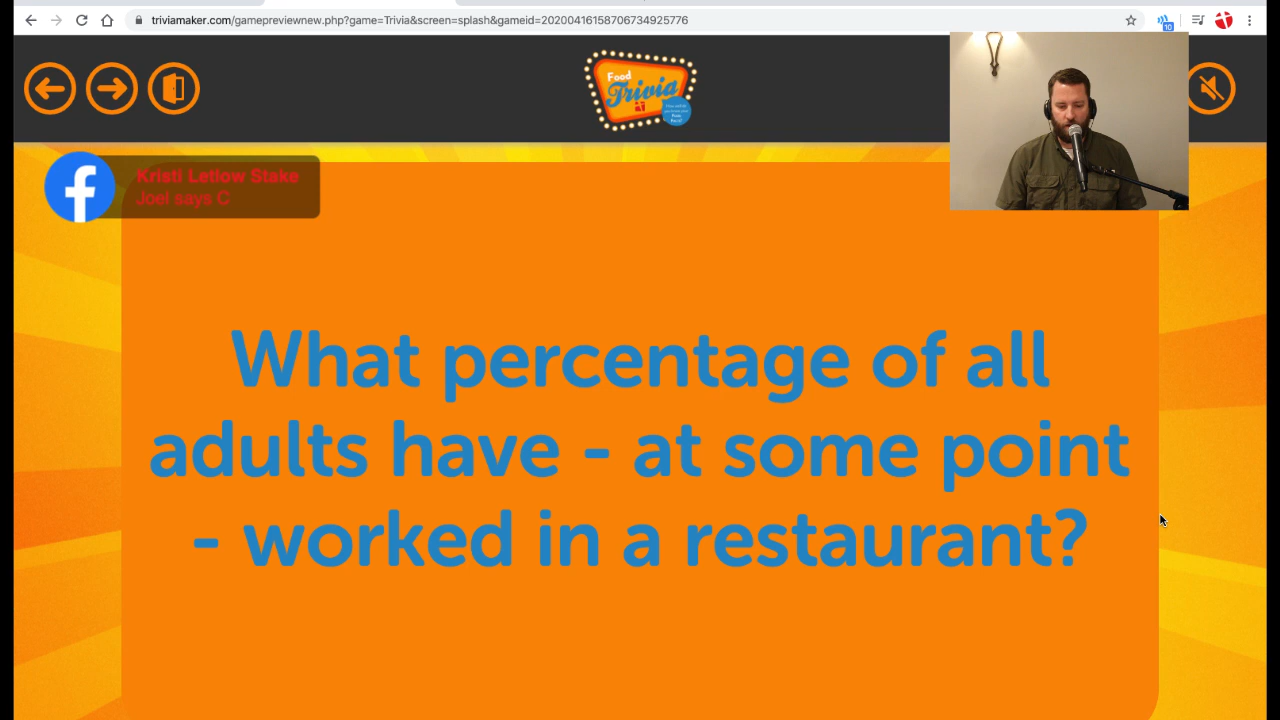 triviamaker.com/gamepreviewnew.php?game=Trivia&screen=splash&gameid=20200416158706734925776
10
Food
Trivia
Kristi Letlow Stake
Joel says C
What percentage of all
adults have - at some point
- worked in a restaurant?